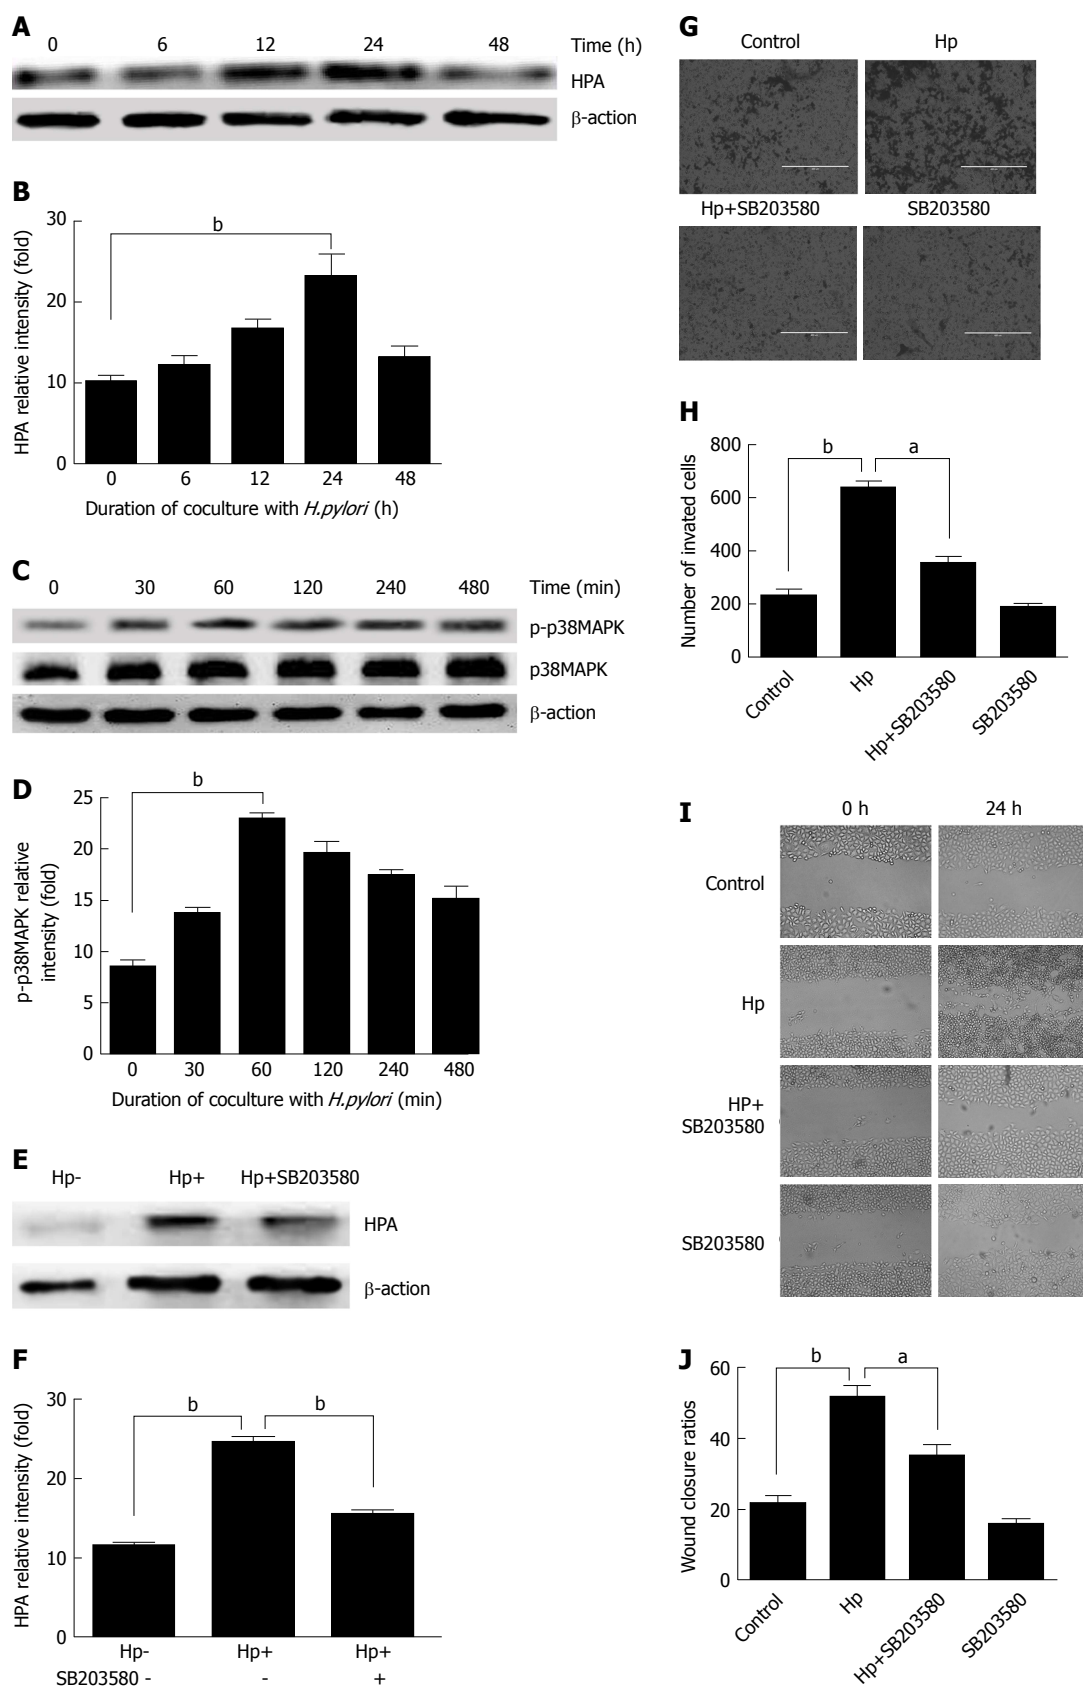 A
0 6 12 24 48 Time (h)
HPA
β-action
B
30
20
10
0
HPA relative intensity (fold)
b
0 6 12 24 48
Duration of coculture with H.pylori (h)
C
0 30 60 120 240 480 Time (min)
p-p38MAPK
p38MAPK
β-action
D
25
20
15
10
5
0
p-p38MAPK relative
intensity (fold)
b
0 30 60 120 240 480
Duration of coculture with H.pylori (min)
E
Hp- Hp+ Hp+SB203580
HPA
β-action
F
30
20
10
0
HPA relative intensity (fold)
b b
Hp- Hp+ Hp+
SB203580 - - +
G
Control Hp
Hp+SB203580 SB203580
H
800
600
400
200
0
Number of invated cells
b a
Control Hp Hp+SB203580 SB203580
I
0 h 24 h
Control
Hp
HP+
SB203580
SB203580
J
60
40
20
0
Wound closure ratios
b a
Control Hp Hp+SB203580 SB203580